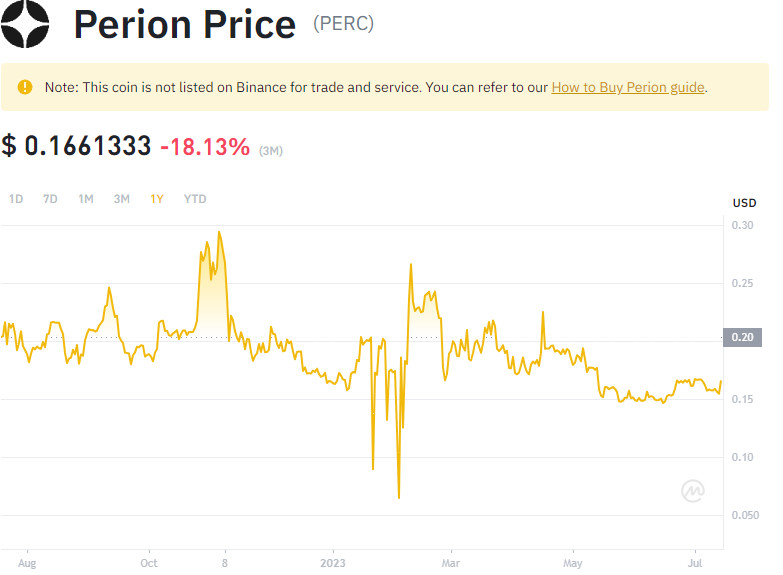 Perion Price (PERC)
Note: This coin is not listed on Binance for trade and service. You can refer to our How to Buy Perion guide.
$ 0.1661333 -18.13% (3M)
1D 7D 1M 3M 1Y YTD
USD
0.30
0.25
0.20
0.15
0.10
0.050
Aug Oct 8 2023 Mar May Jul